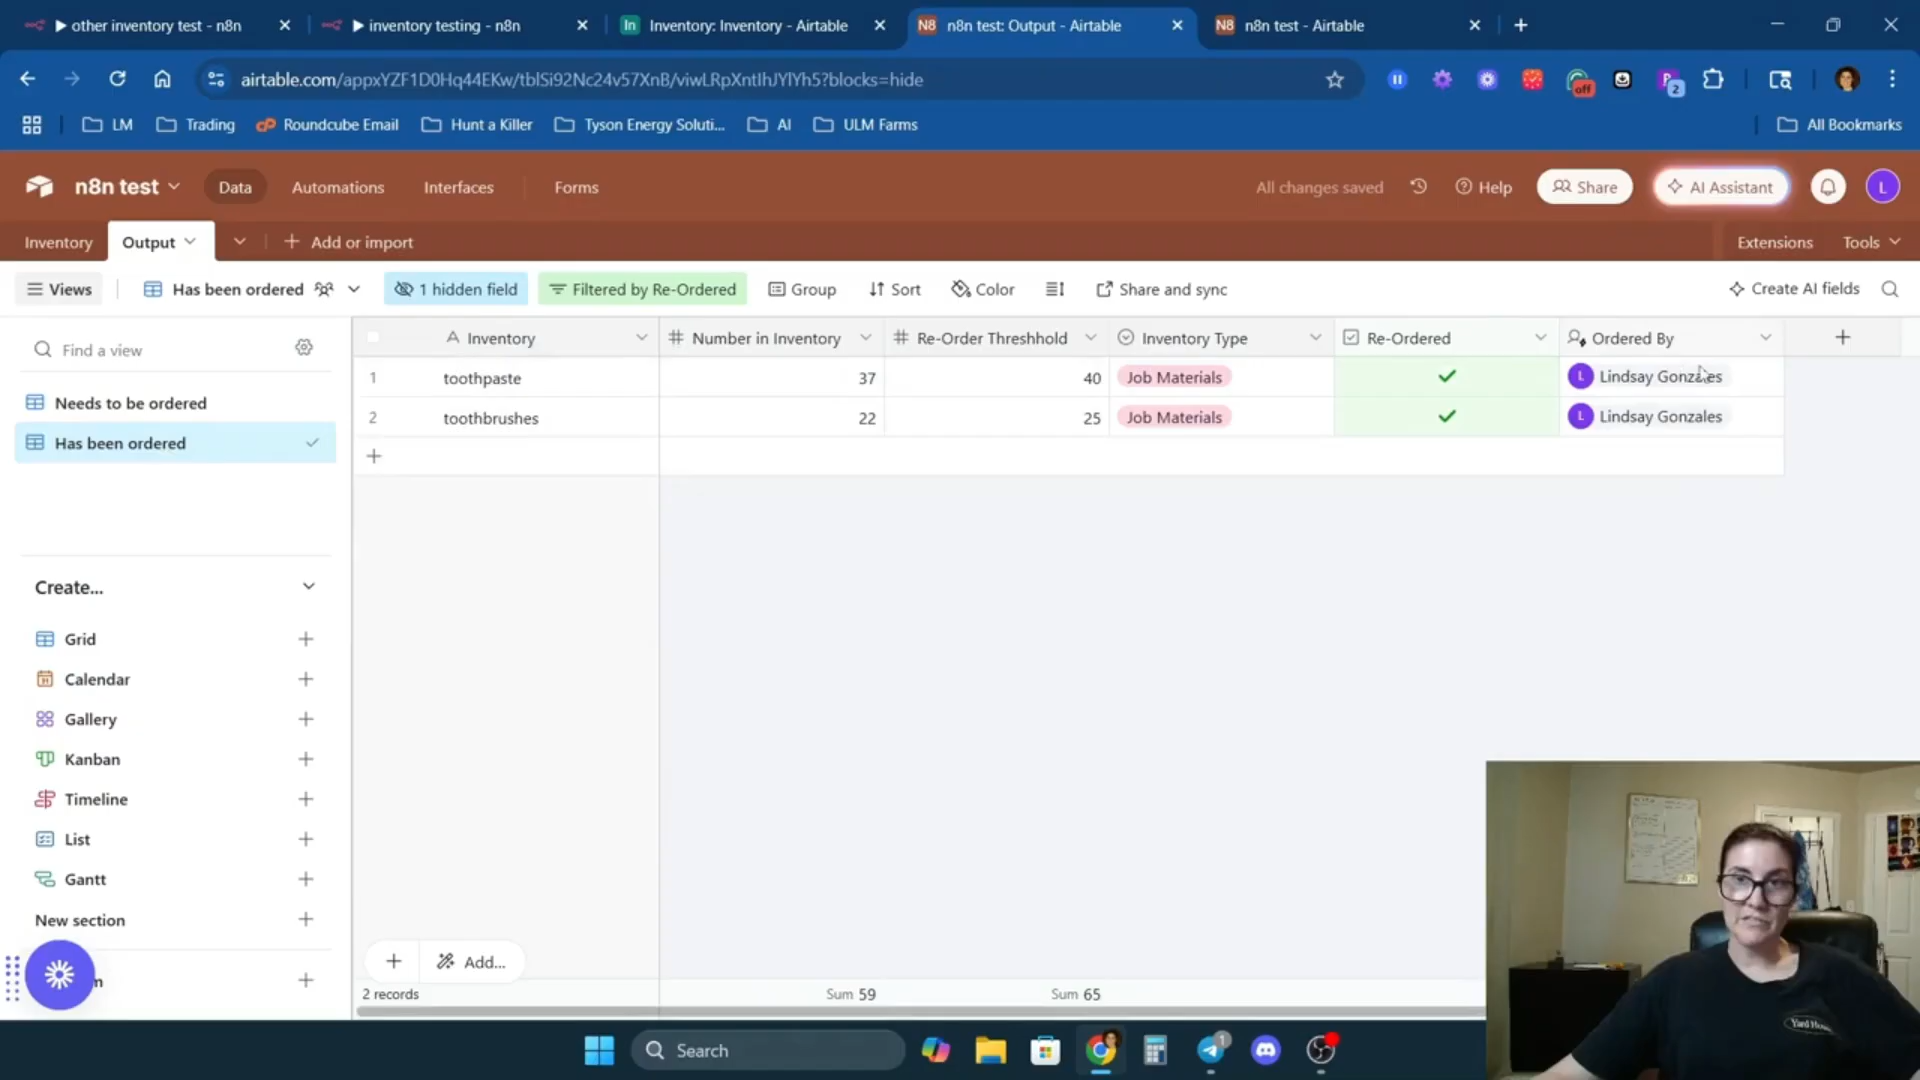 other inventory test - n8n
inventory testing - n8n
In
Inventory: Inventory - Airtable
N8
n8n test: Output - Airtable
N8
n8n test - Airtable
airtable.com/appxYZF1D0Hq44EKw/tblSi92Nc24v57XnB/viwLRpXntIhJYlYh5?blocks=hide
off
2
LM
Trading
Roundcube Email
Hunt a Killer
Tyson Energy Soluti...
AI
ULM Farms
All Bookmarks
n8n test
Data
Automations
Interfaces
Forms
All changes saved
Help
Share
AI Assistant
L
Inventory
Output
Add or import
Extensions
Tools
Views
Has been ordered
1 hidden field
Filtered by Re-Ordered
Group
Sort
Color
Share and sync
Create AI fields
Find a view
Needs to be ordered
Has been ordered
Inventory
Number in Inventory
Re-Order Threshhold
Inventory Type
Re-Ordered
Ordered By
1 toothpaste 37 40 Job Materials L Lindsay Gonzales
2 toothbrushes 22 25 Job Materials L Lindsay Gonzales
Create...
Grid
Calendar
Gallery
Kanban
Timeline
List
Gantt
New section
Add...
2 records
Sum 59
Sum 65
Search
1